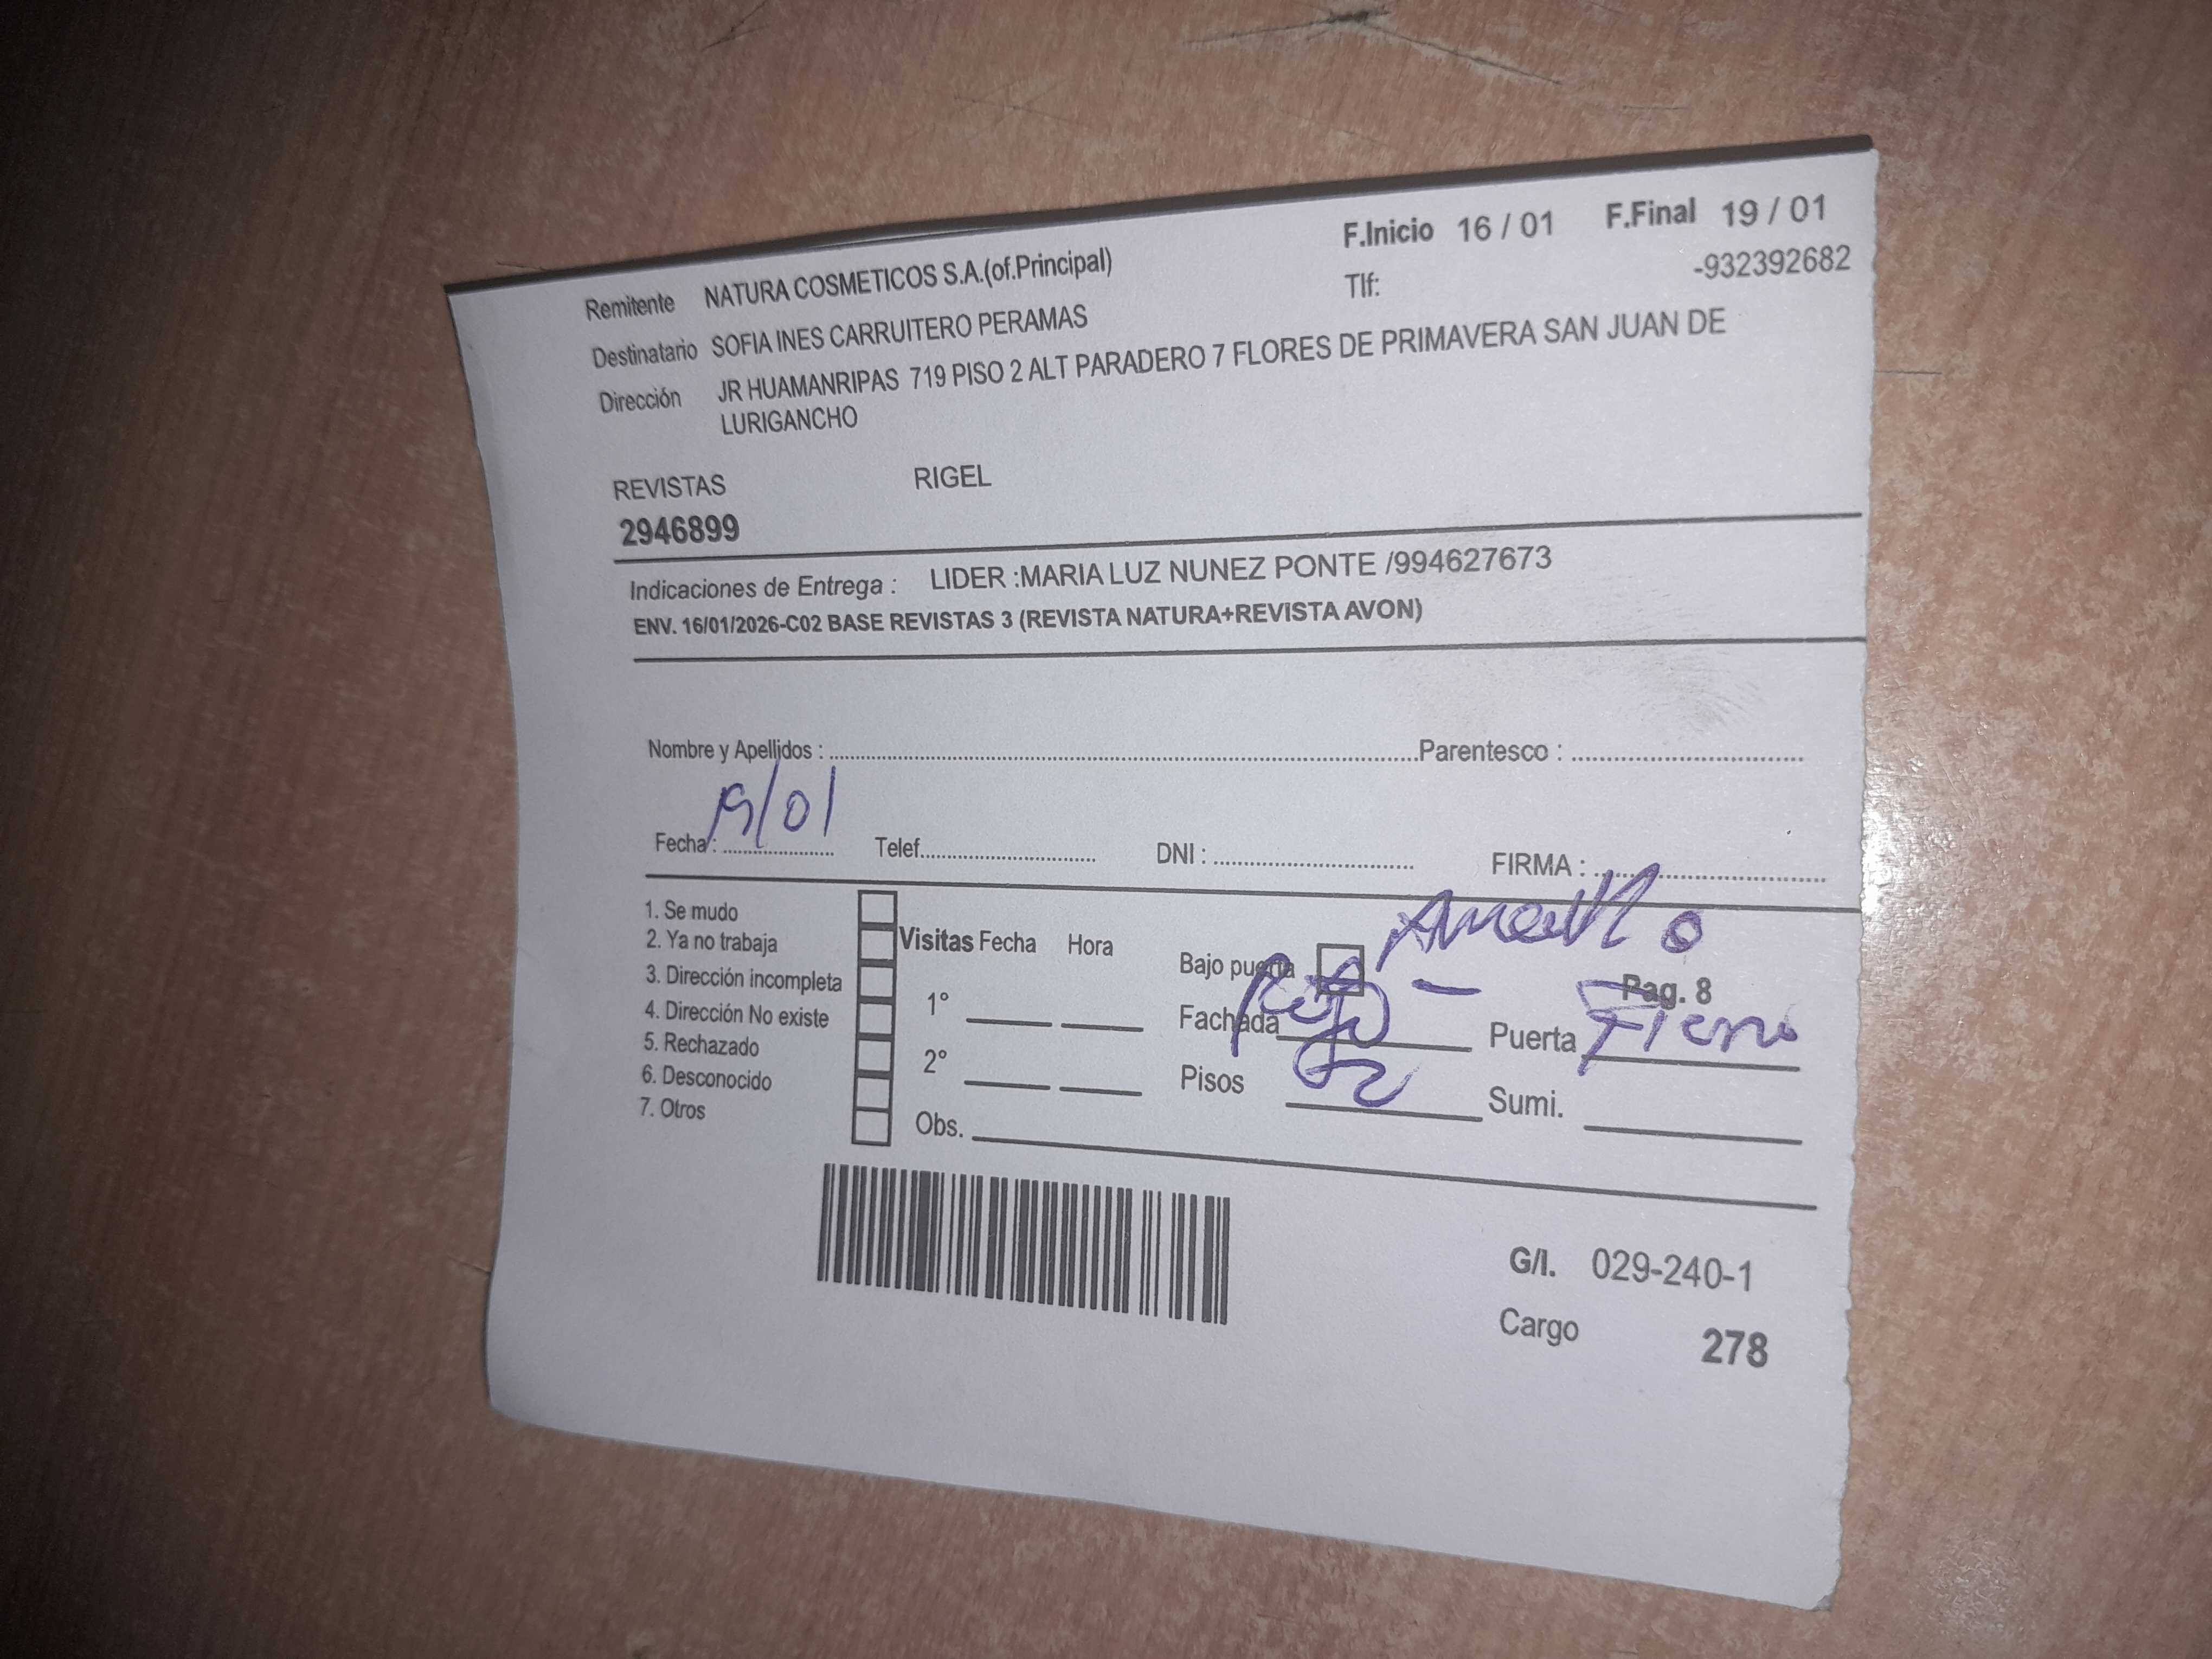 F.Inicio 16 / 01 F.Final 19 / 01
Remitente NATURA COSMETICOS S.A.(of.Principal) Tlf: -932392682
Destinatario SOFIA INES CARRUITERO PERAMAS
Dirección JR HUAMANRIPAS 719 PISO 2 ALT PARADERO 7 FLORES DE PRIMAVERA SAN JUAN DE
LURIGANCHO
REVISTAS RIGEL
2946899
Indicaciones de Entrega : LIDER :MARIA LUZ NUNEZ PONTE /994627673
ENV. 16/01/2026-C02 BASE REVISTAS 3 (REVISTA NATURA+REVISTA AVON)
Nombre y Apellidos : Parentesco :
Fecha : 19/01 Telef. DNI : FIRMA :
1. Se mudo
2. Ya no trabaja Visitas Fecha Hora Bajo puerta
3. Dirección incompleta Pag. 8
4. Dirección No existe 1° Fachada Rojo - Puerta Fierro
5. Rechazado
6. Desconocido 2° Pisos 2 Sumi.
7. Otros Obs.
G/I. 029-240-1
Cargo 278